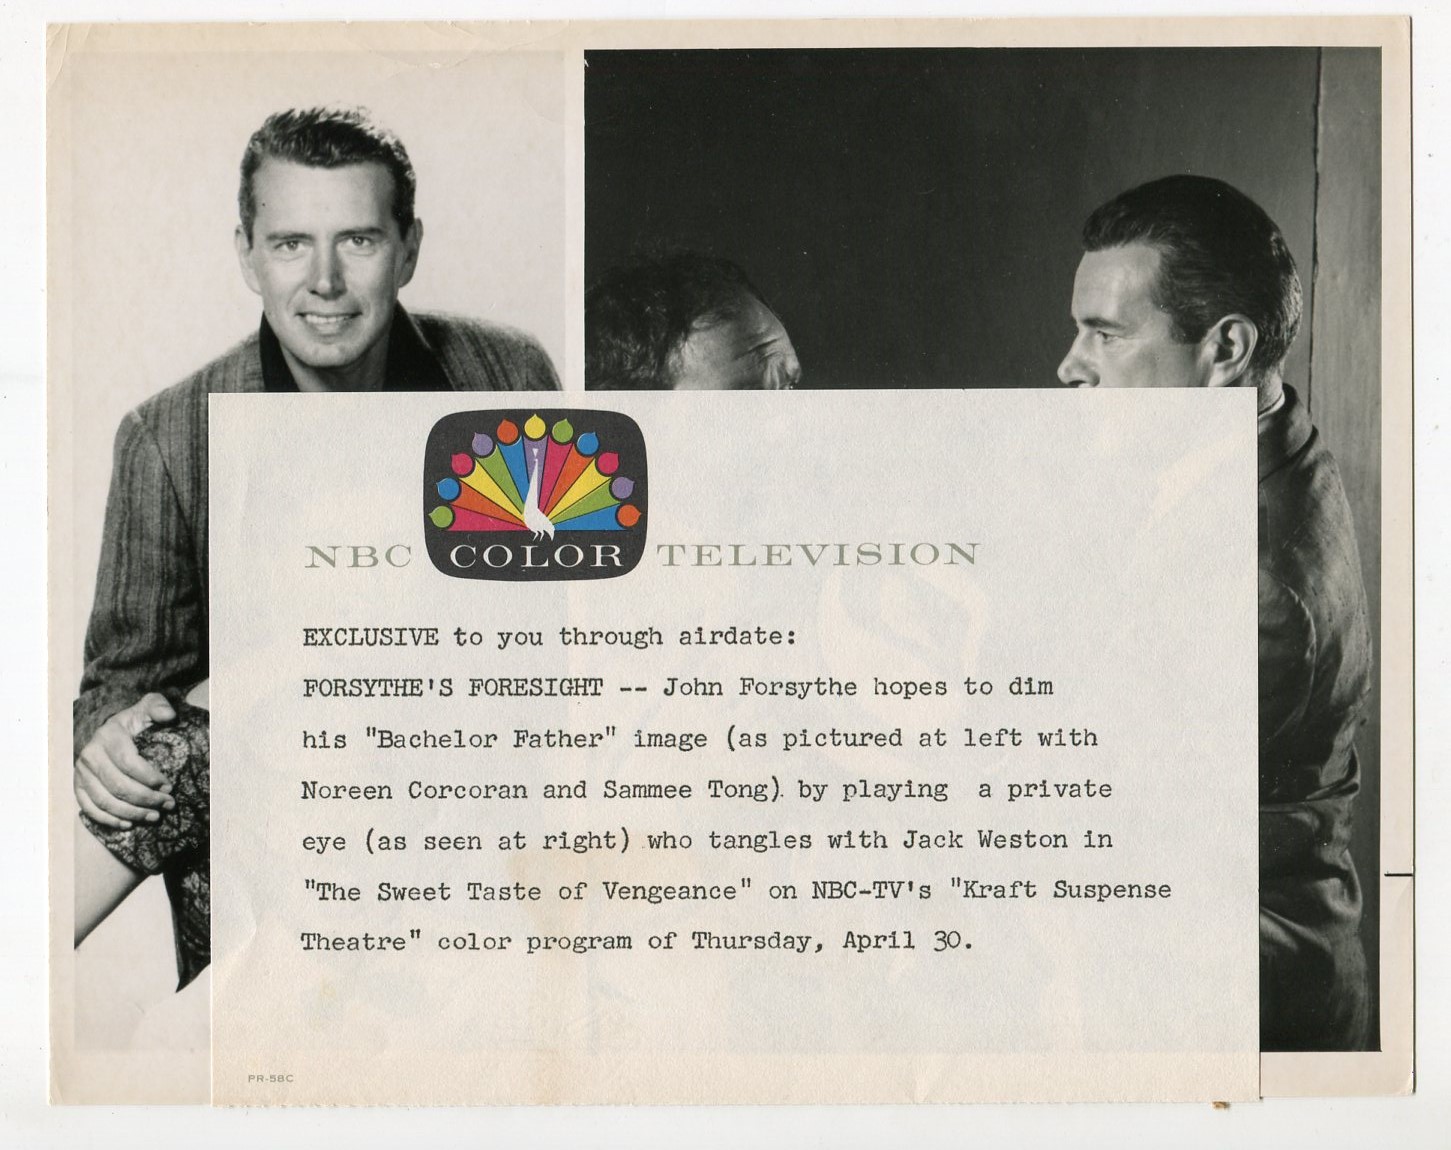 NBC COLOR TELEVISION
EXCLUSIVE to you through airdate:
FORSYTHE'S FORESIGHT -- John Forsythe hopes to dim
his "Bachelor Father" image (as pictured at left with
Noreen Corcoran and Sammee Tong) by playing a private
eye (as seen at right) who tangles with Jack Weston in
"The Sweet Taste of Vengeance" on NBC-TV's "Kraft Suspense
Theatre" color program of Thursday, April 30.
PR-58C